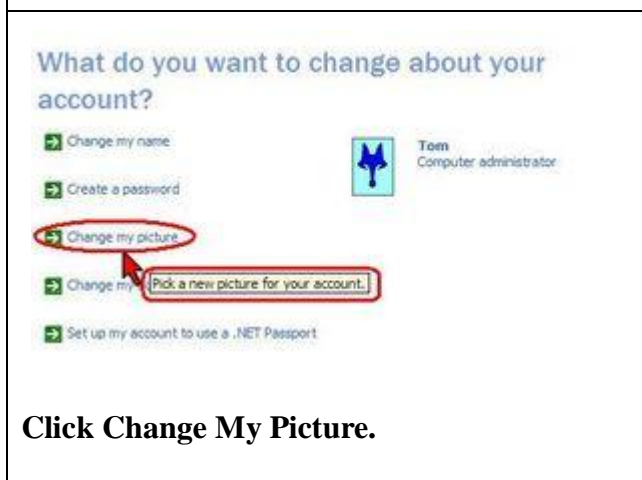 What do you want to change about your
account?
Change my name
Tom
Computer administrator
Create a password
Change my picture
Pick a new picture for your account.
Change my
Set up my account to use a .NET Passport
Click Change My Picture.